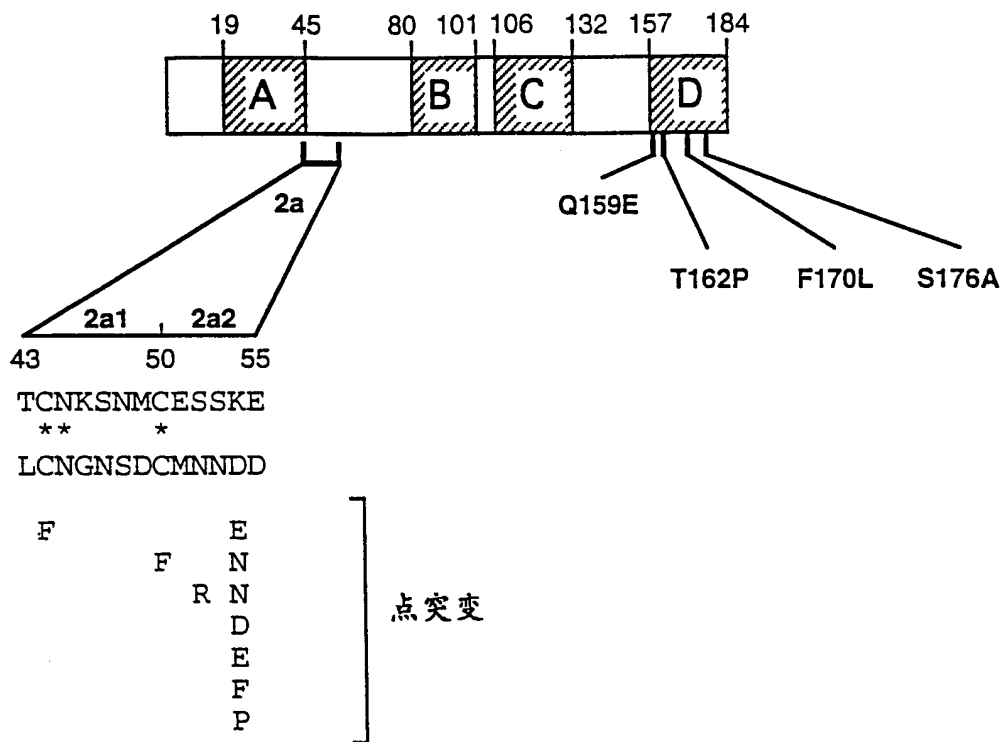 19 45 80 101 106 132 157 184
A B C D
2a
Q159E
T162P F170L S176A
2a1 2a2
43 50 55
TCNKSNMCESSKE
** *
LCNGNSDCMNNDD
F E
F N
R N
D
E
F
P
点突变